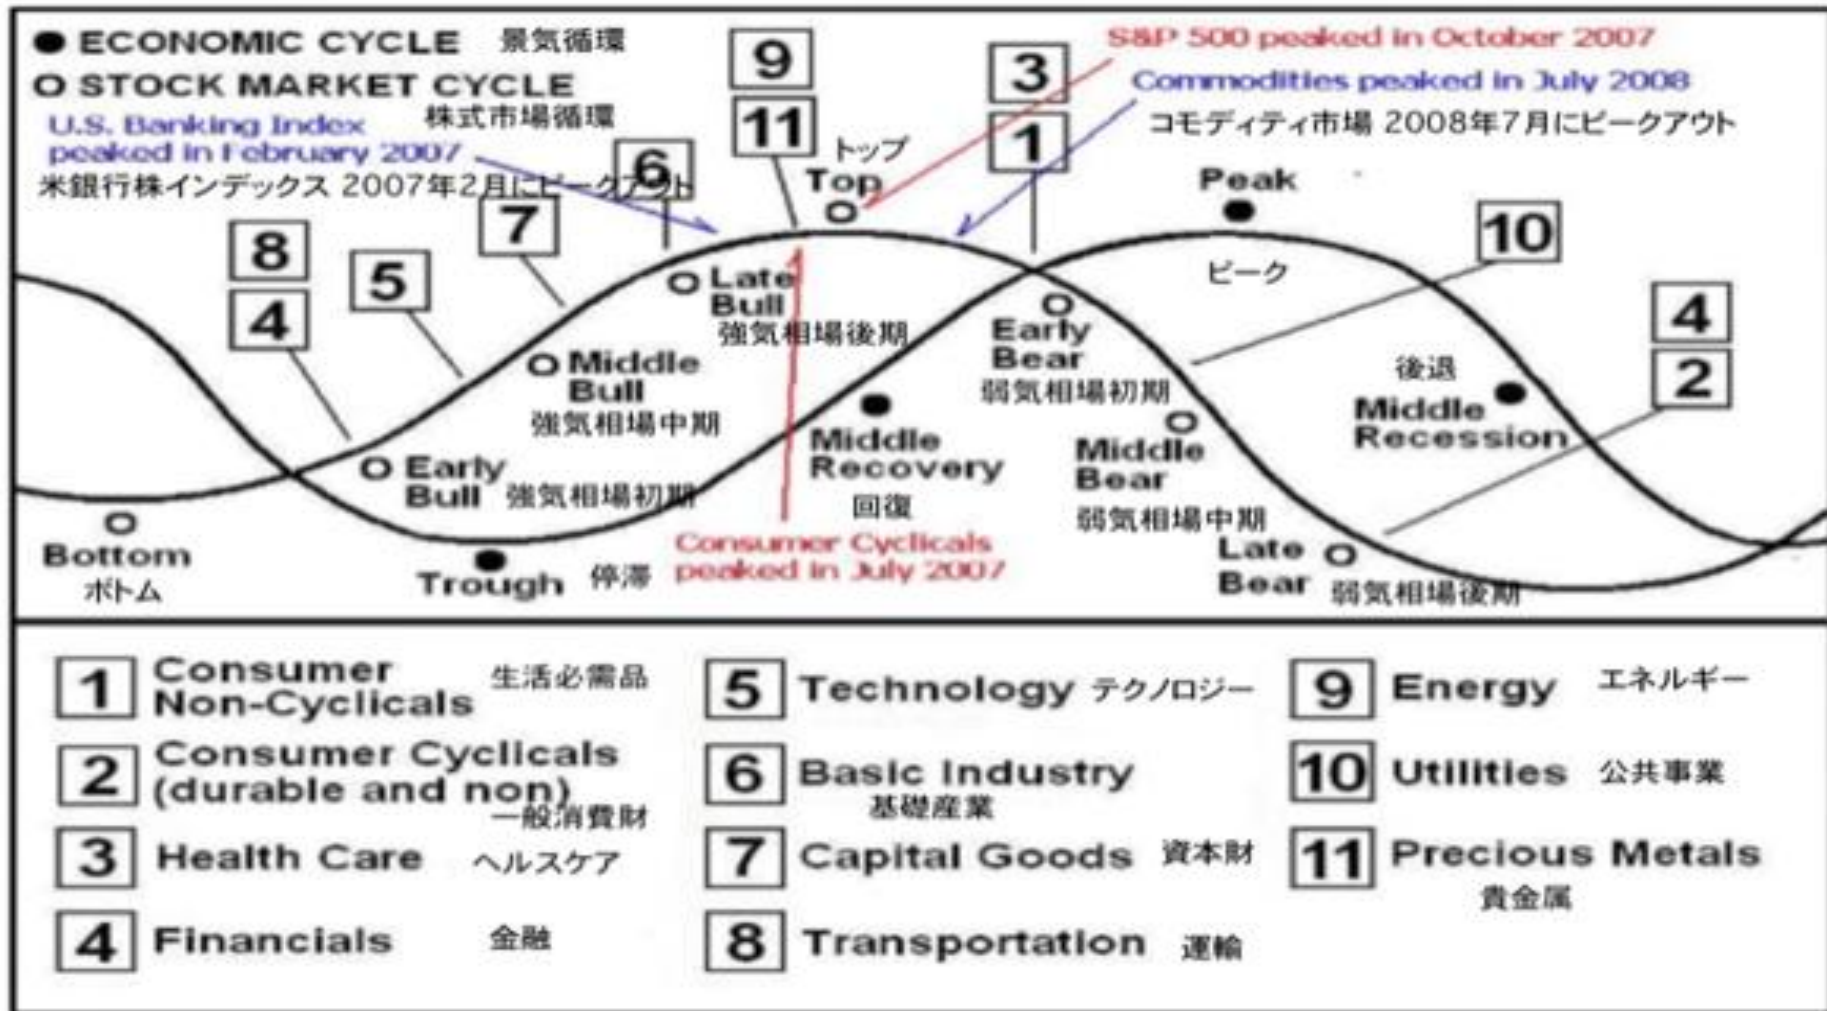 ECONOMIC CYCLE 景気循環
STOCK MARKET CYCLE
株式市場循環
U.S. Banking Index
peaked in February 2007
米銀行株インデックス 2007年2月にピークアウト
S&P 500 peaked in October 2007
Commodities peaked in July 2008
コモディティ市場 2008年7月にピークアウト
9
11
3
1
6
7
8
4
5
トップ
Top
Peak
ピーク
10
4
2
Late
Bull
強気相場後期
Middle
Bull
強気相場中期
Early
Bull 強気相場初期
Early
Bear
弱気相場初期
Middle
Recovery
回復
Middle
Bear
弱気相場中期
後退
Middle
Recession
Late
Bear 弱気相場後期
Bottom
ボトム
Trough 停滞
Consumer Cyclicals
peaked in July 2007
1 Consumer
Non-Cyclicals 生活必需品
2 Consumer Cyclicals
(durable and non)
一般消費財
3 Health Care ヘルスケア
4 Financials 金融
5 Technology テクノロジー
6 Basic Industry
基礎産業
7 Capital Goods 資本財
8 Transportation 運輸
9 Energy エネルギー
10 Utilities 公共事業
11 Precious Metals
貴金属